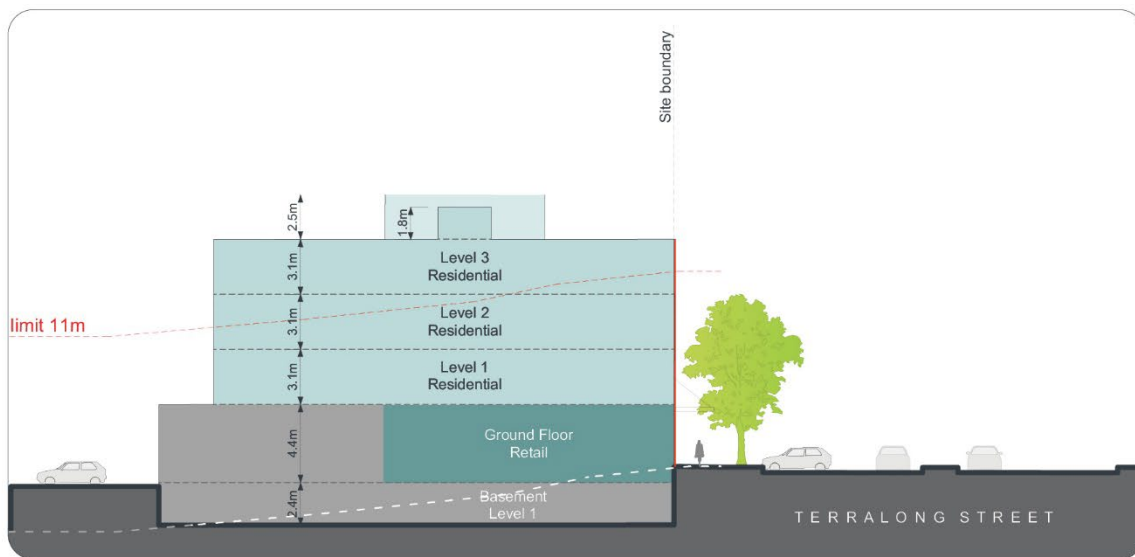 Site boundary
2.5m
1.8m
3.1m
Level 3
Residential
limit 11m
3.1m
Level 2
Residential
3.1m
Level 1
Residential
4.4m
Ground Floor
Retail
2.4m
Basement
Level 1
TERRALONG STREET